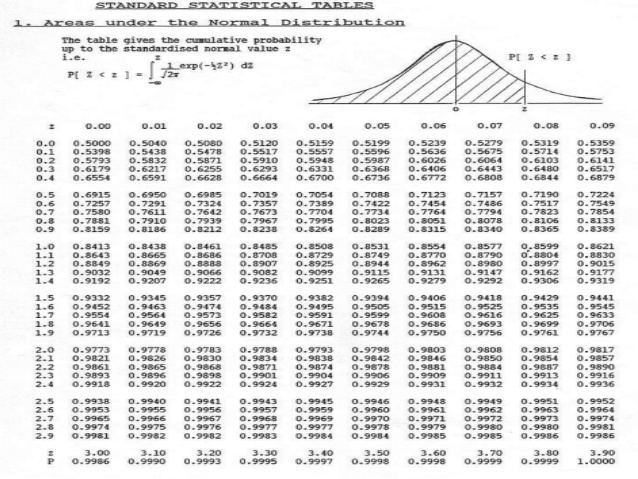 STANDARD STATISTICAL TABLES
1. Areas under the Normal Distribution
The table gives the cumulative probability
up to the standardised normal value z
i.e.
z
P[ Z < z ] = ∫ 1/√2π exp(-½Z²) dZ
-∞
P[ Z < z ]
0 z
z 0.00 0.01 0.02 0.03 0.04 0.05 0.06 0.07 0.08 0.09
0.0 0.5000 0.5040 0.5080 0.5120 0.5159 0.5199 0.5239 0.5279 0.5319 0.5359
0.1 0.5398 0.5438 0.5478 0.5517 0.5557 0.5596 0.5636 0.5675 0.5714 0.5753
0.2 0.5793 0.5832 0.5871 0.5910 0.5948 0.5987 0.6026 0.6064 0.6103 0.6141
0.3 0.6179 0.6217 0.6255 0.6293 0.6331 0.6368 0.6406 0.6443 0.6480 0.6517
0.4 0.6554 0.6591 0.6628 0.6664 0.6700 0.6736 0.6772 0.6808 0.6844 0.6879
0.5 0.6915 0.6950 0.6985 0.7019 0.7054 0.7088 0.7123 0.7157 0.7190 0.7224
0.6 0.7257 0.7291 0.7324 0.7357 0.7389 0.7422 0.7454 0.7486 0.7517 0.7549
0.7 0.7580 0.7611 0.7642 0.7673 0.7704 0.7734 0.7764 0.7794 0.7823 0.7854
0.8 0.7881 0.7910 0.7939 0.7967 0.7995 0.8023 0.8051 0.8078 0.8106 0.8133
0.9 0.8159 0.8186 0.8212 0.8238 0.8264 0.8289 0.8315 0.8340 0.8365 0.8389
1.0 0.8413 0.8438 0.8461 0.8485 0.8508 0.8531 0.8554 0.8577 0.8599 0.8621
1.1 0.8643 0.8665 0.8686 0.8708 0.8729 0.8749 0.8770 0.8790 0.8804 0.8830
1.2 0.8849 0.8869 0.8888 0.8907 0.8925 0.8944 0.8962 0.8980 0.8997 0.9015
1.3 0.9032 0.9049 0.9066 0.9082 0.9099 0.9115 0.9131 0.9147 0.9162 0.9177
1.4 0.9192 0.9207 0.9222 0.9236 0.9251 0.9265 0.9279 0.9292 0.9306 0.9319
1.5 0.9332 0.9345 0.9357 0.9370 0.9382 0.9394 0.9406 0.9418 0.9429 0.9441
1.6 0.9452 0.9463 0.9474 0.9484 0.9495 0.9505 0.9515 0.9525 0.9535 0.9545
1.7 0.9554 0.9564 0.9573 0.9582 0.9591 0.9599 0.9608 0.9616 0.9625 0.9633
1.8 0.9641 0.9649 0.9656 0.9664 0.9671 0.9678 0.9686 0.9693 0.9699 0.9706
1.9 0.9713 0.9719 0.9726 0.9732 0.9738 0.9744 0.9750 0.9756 0.9761 0.9767
2.0 0.9773 0.9778 0.9783 0.9788 0.9793 0.9798 0.9803 0.9808 0.9812 0.9817
2.1 0.9821 0.9826 0.9830 0.9834 0.9838 0.9842 0.9846 0.9850 0.9854 0.9857
2.2 0.9861 0.9865 0.9868 0.9871 0.9874 0.9878 0.9881 0.9884 0.9887 0.9890
2.3 0.9893 0.9896 0.9898 0.9901 0.9904 0.9906 0.9909 0.9911 0.9913 0.9916
2.4 0.9918 0.9920 0.9922 0.9924 0.9927 0.9929 0.9931 0.9932 0.9934 0.9936
2.5 0.9938 0.9940 0.9941 0.9943 0.9945 0.9946 0.9948 0.9949 0.9951 0.9952
2.6 0.9953 0.9955 0.9956 0.9957 0.9959 0.9960 0.9961 0.9962 0.9963 0.9964
2.7 0.9965 0.9966 0.9967 0.9968 0.9969 0.9970 0.9971 0.9972 0.9973 0.9974
2.8 0.9974 0.9975 0.9976 0.9977 0.9977 0.9978 0.9979 0.9980 0.9980 0.9981
2.9 0.9981 0.9982 0.9982 0.9983 0.9984 0.9984 0.9985 0.9985 0.9986 0.9986
z 3.00 3.10 3.20 3.30 3.40 3.50 3.60 3.70 3.80 3.90
P 0.9986 0.9990 0.9993 0.9995 0.9997 0.9998 0.9998 0.9999 0.9999 1.0000